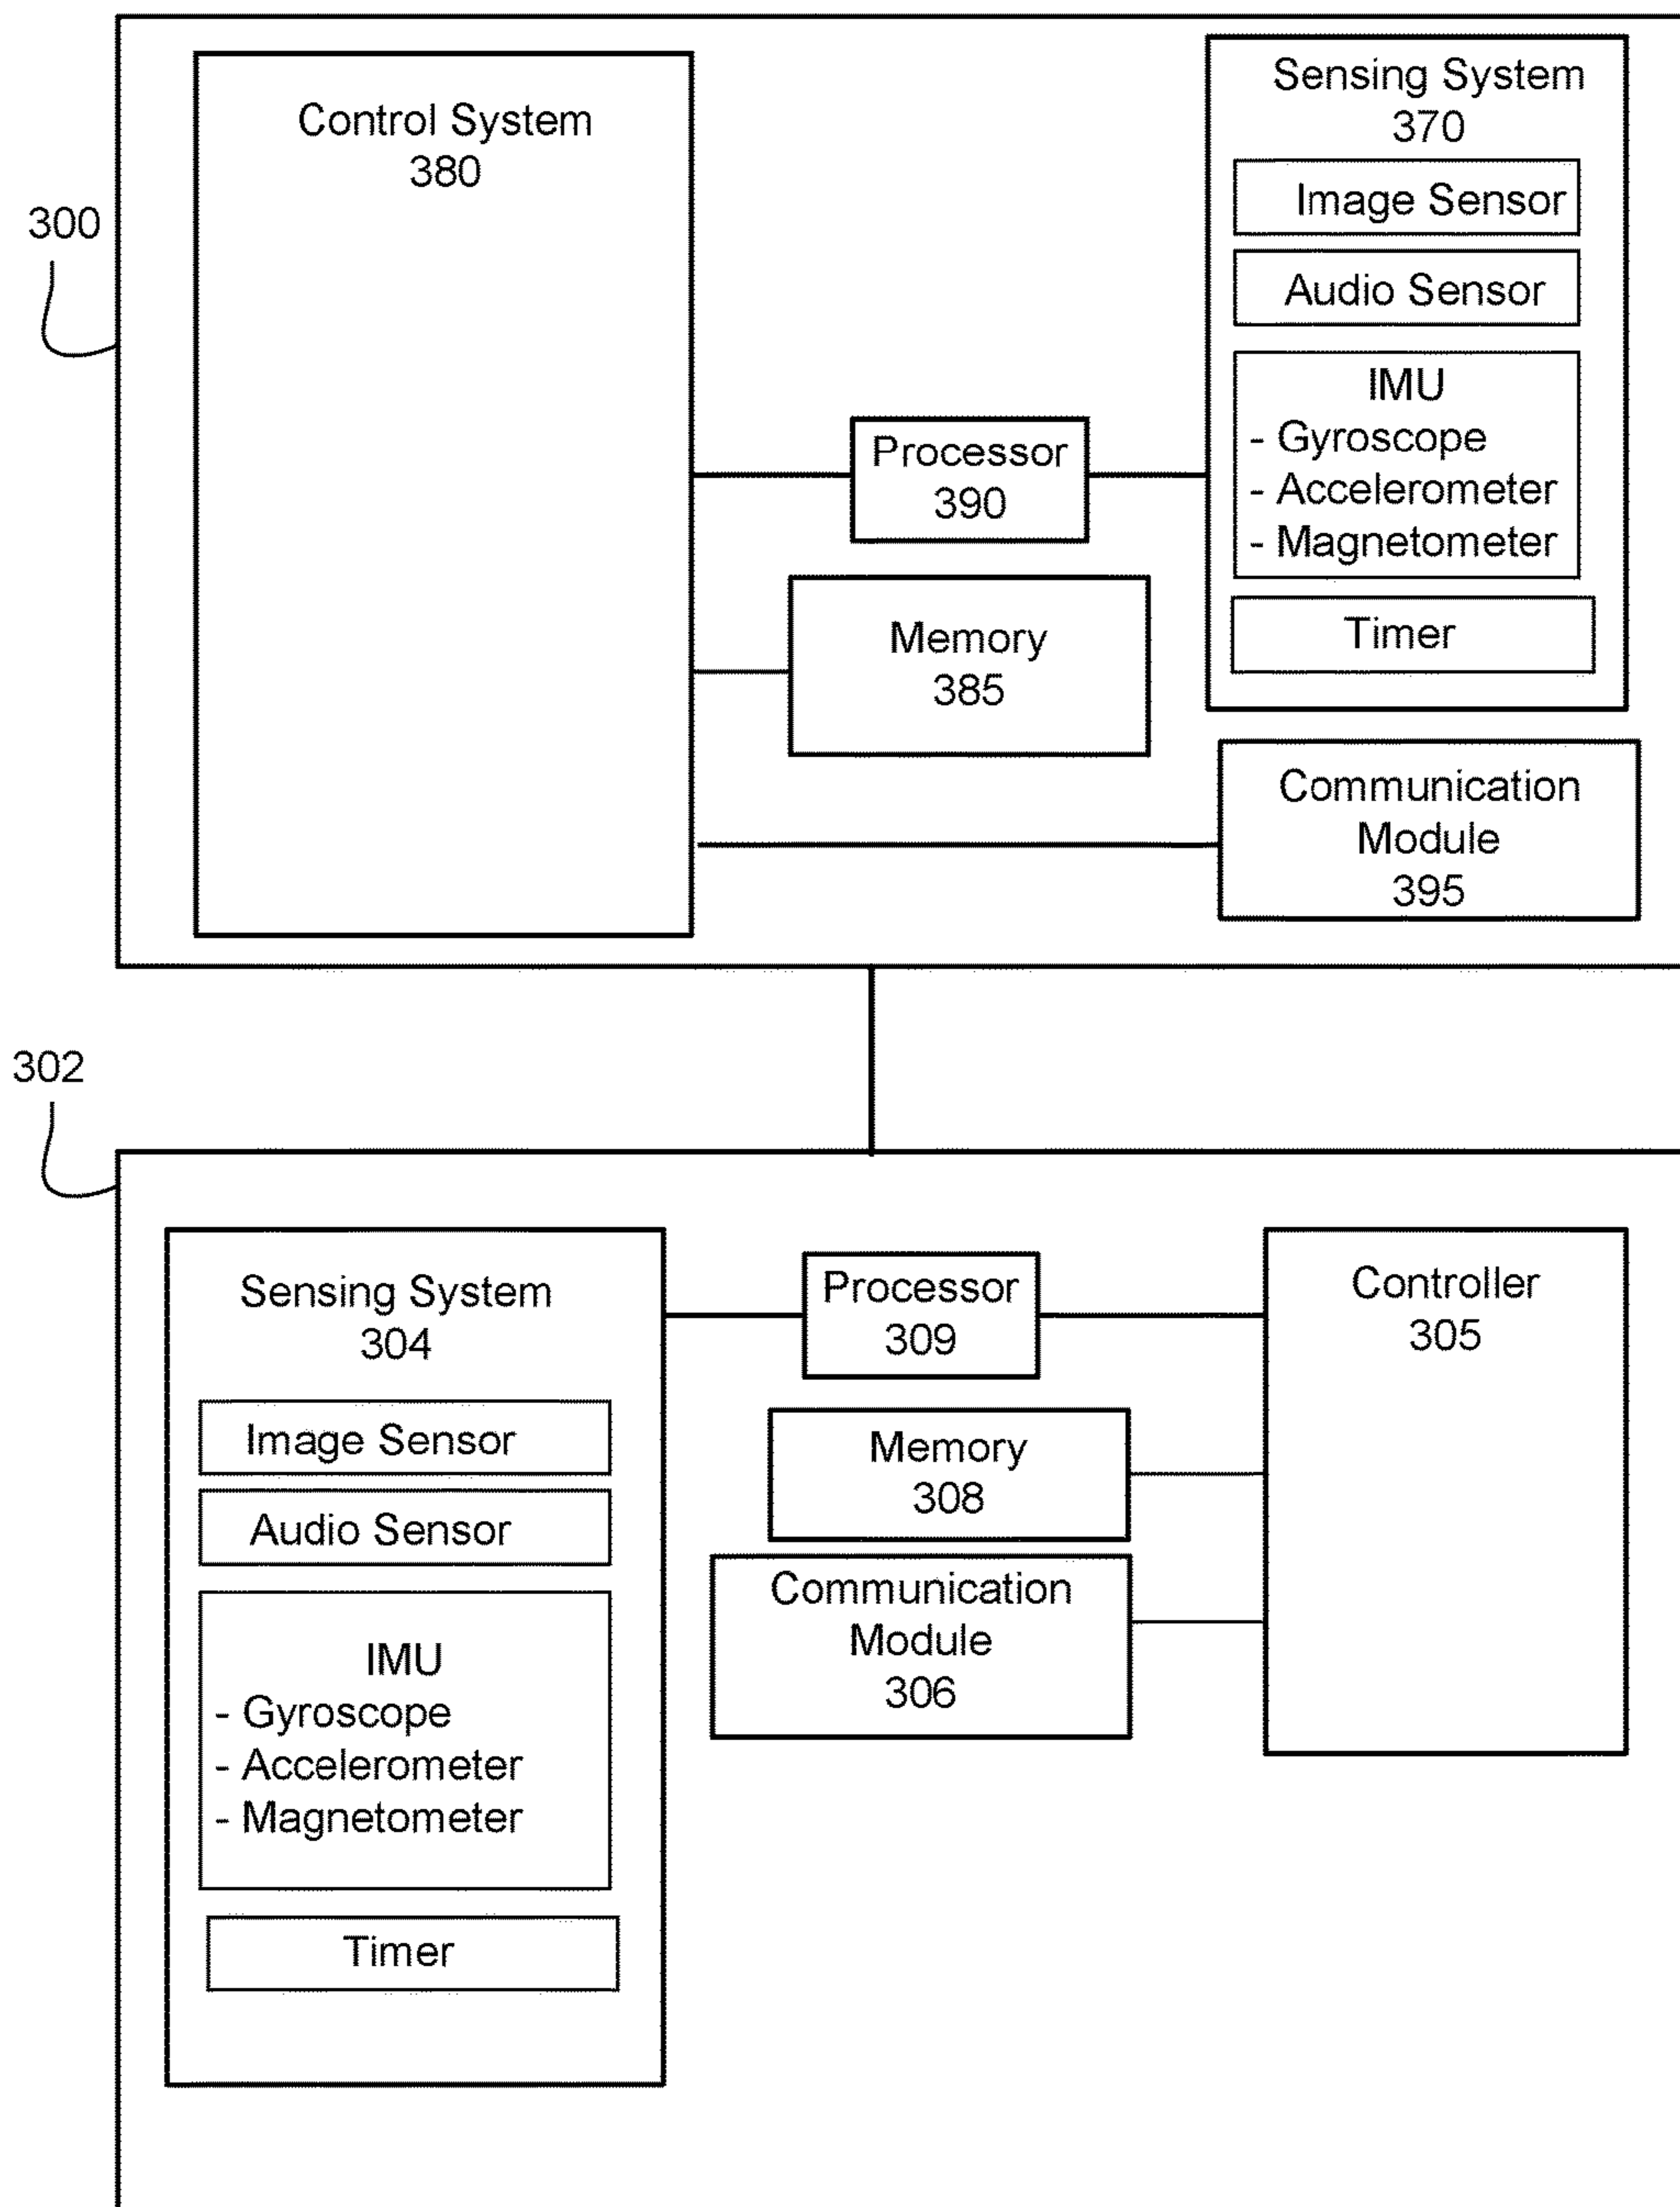 300
Control System
380
Sensing System
370
Image Sensor
Audio Sensor
IMU
- Gyroscope
- Accelerometer
- Magnetometer
Timer
Processor
390
Memory
385
Communication
Module
395
302
Sensing System
304
Image Sensor
Audio Sensor
IMU
- Gyroscope
- Accelerometer
- Magnetometer
Timer
Processor
309
Memory
308
Communication
Module
306
Controller
305